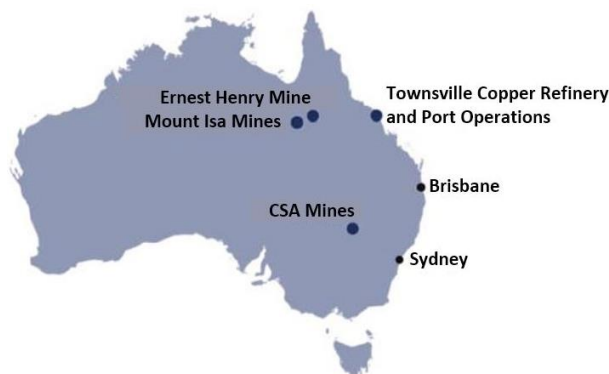 Ernest Henry Mine
Mount Isa Mines
Townsville Copper Refinery
and Port Operations
Brisbane
CSA Mines
Sydney